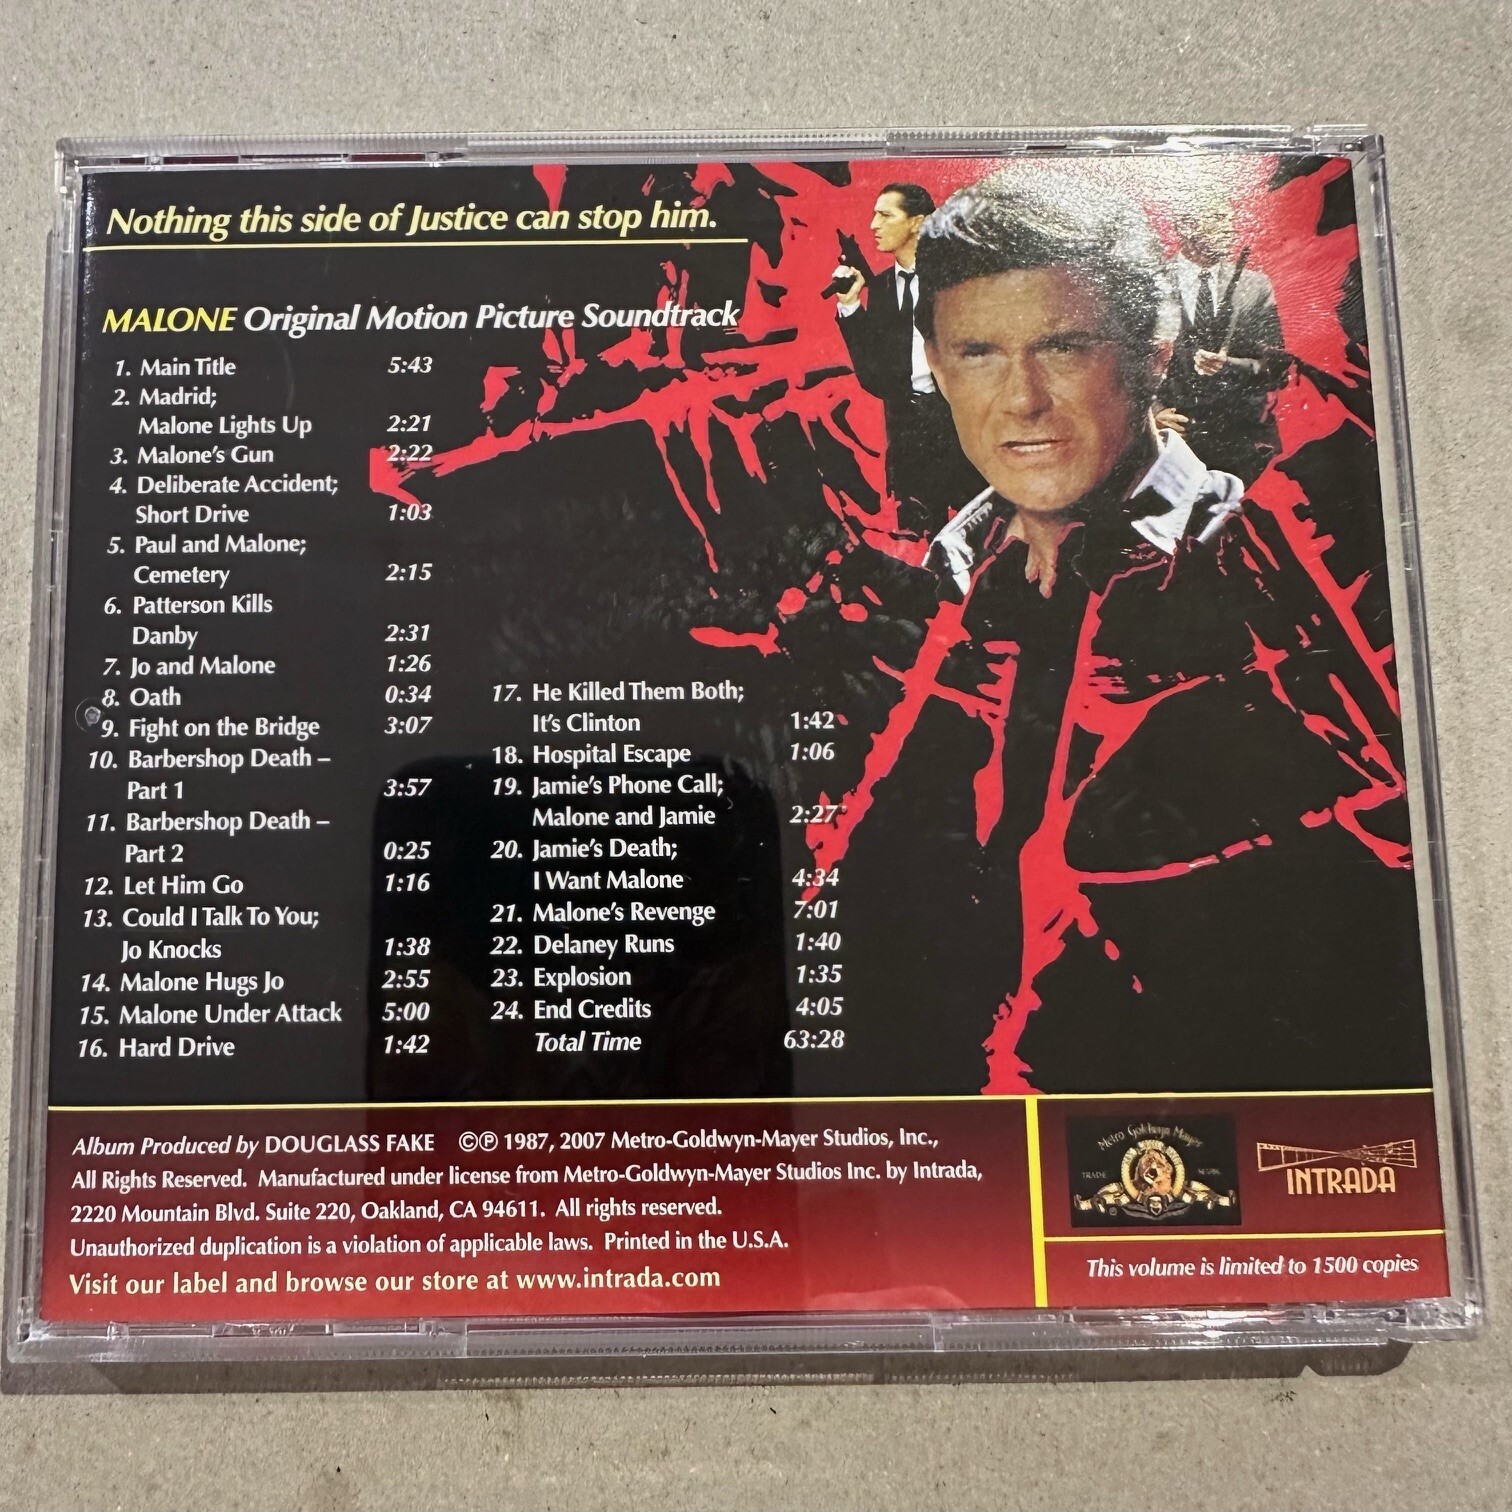 Nothing this side of Justice can stop him.
MALONE Original Motion Picture Soundtrack
1. Main Title 5:43
2. Madrid;
Malone Lights Up 2:21
3. Malone's Gun 2:22
4. Deliberate Accident;
Short Drive 1:03
5. Paul and Malone;
Cemetery 2:15
6. Patterson Kills
Danby 2:31
7. Jo and Malone 1:26
8. Oath 0:34
9. Fight on the Bridge 3:07
10. Barbershop Death –
Part 1 3:57
11. Barbershop Death –
Part 2 0:25
12. Let Him Go 1:16
13. Could I Talk To You;
Jo Knocks 1:38
14. Malone Hugs Jo 2:55
15. Malone Under Attack 5:00
16. Hard Drive 1:42
17. He Killed Them Both;
It's Clinton 1:42
18. Hospital Escape 1:06
19. Jamie's Phone Call;
Malone and Jamie 2:27
20. Jamie's Death;
I Want Malone 4:34
21. Malone's Revenge 7:01
22. Delaney Runs 1:40
23. Explosion 1:35
24. End Credits 4:05
Total Time 63:28
Album Produced by DOUGLASS FAKE ©℗ 1987, 2007 Metro-Goldwyn-Mayer Studios, Inc.,
All Rights Reserved. Manufactured under license from Metro-Goldwyn-Mayer Studios Inc. by Intrada,
2220 Mountain Blvd. Suite 220, Oakland, CA 94611. All rights reserved.
Unauthorized duplication is a violation of applicable laws. Printed in the U.S.A.
Visit our label and browse our store at www.intrada.com
Metro Goldwyn Mayer
TRADE MARK
INTRADA
This volume is limited to 1500 copies